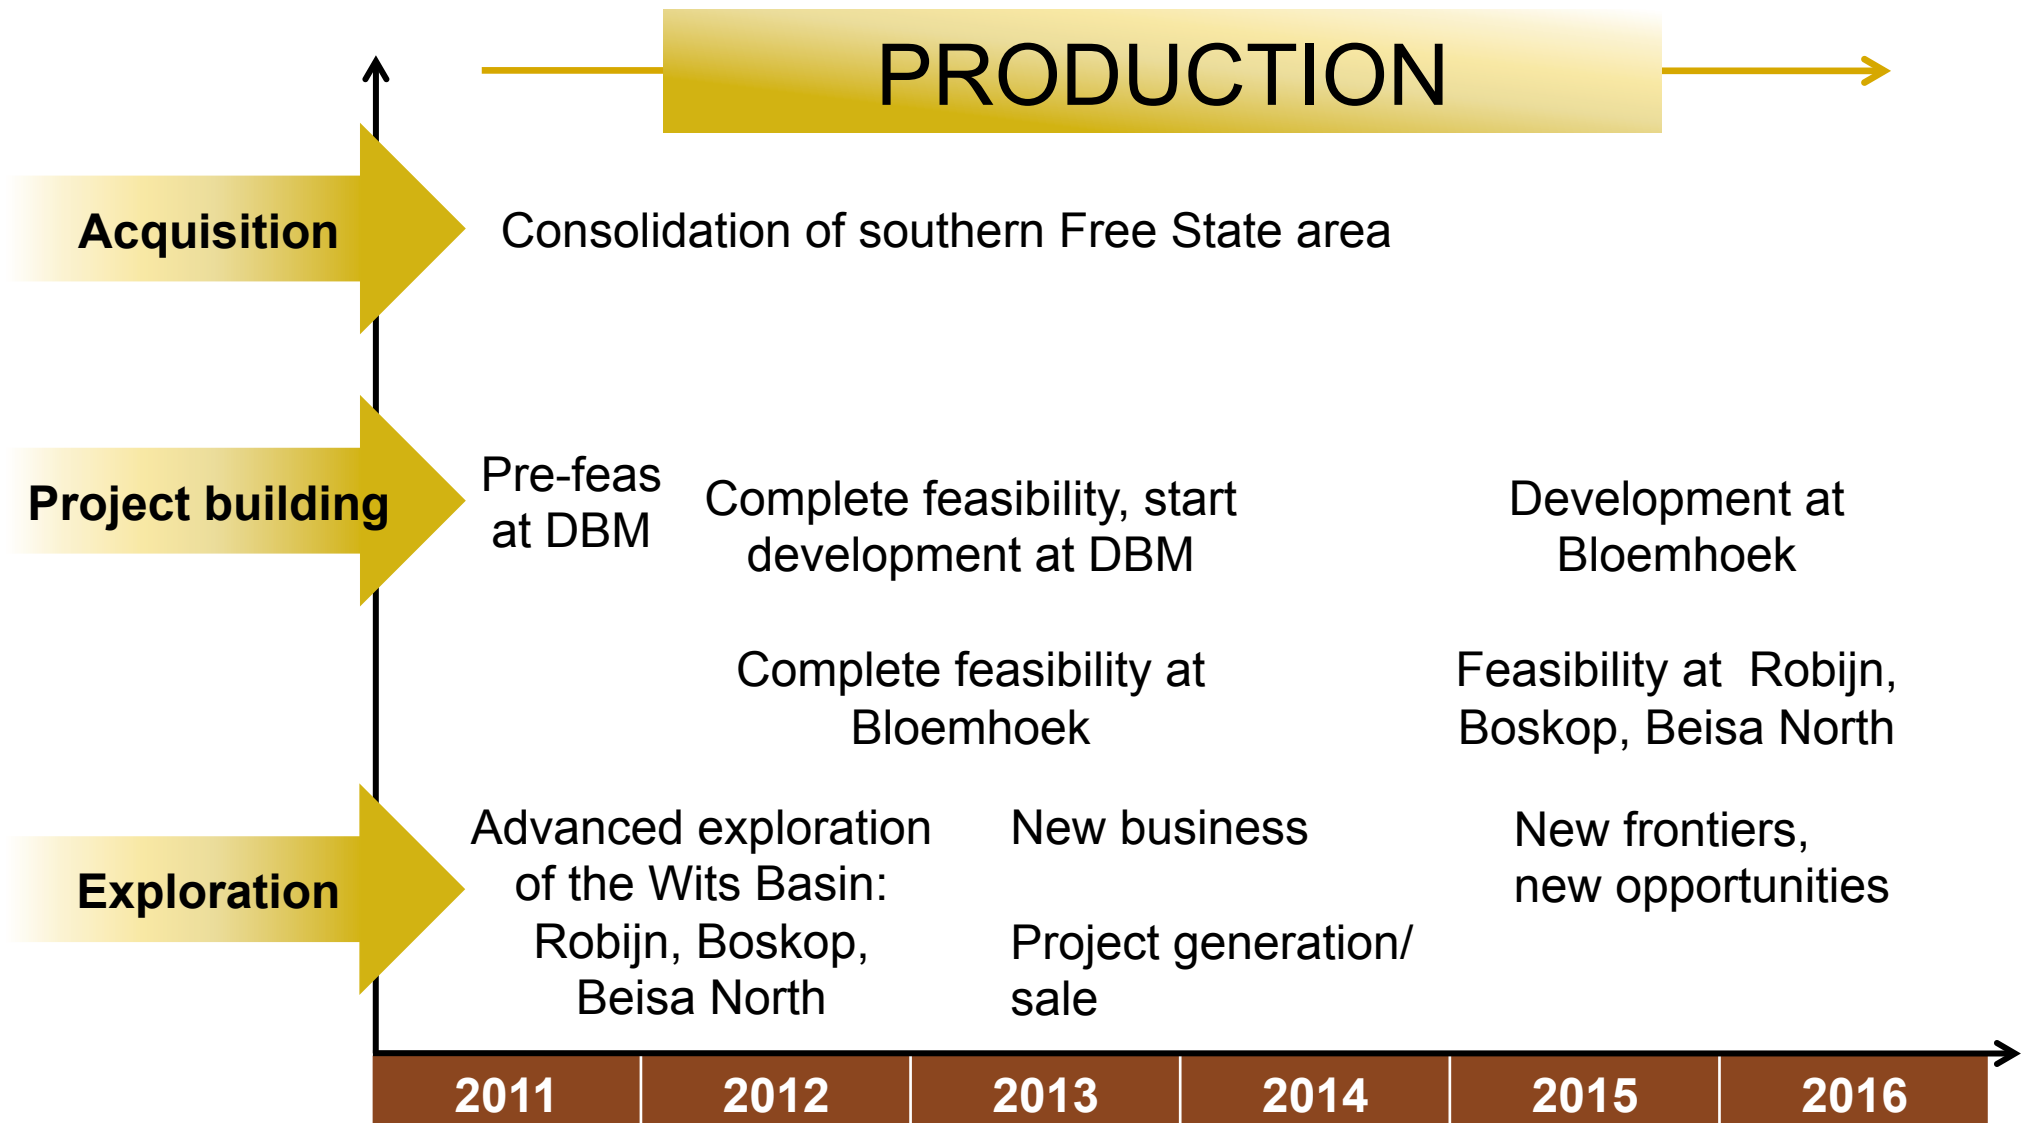 PRODUCTION
Acquisition
Consolidation of southern Free State area
Project building
Pre-feas
at DBM
Complete feasibility, start
development at DBM
Development at
Bloemhoek
Complete feasibility at
Bloemhoek
Feasibility at Robijn,
Boskop, Beisa North
Exploration
Advanced exploration
of the Wits Basin:
Robijn, Boskop,
Beisa North
New business
Project generation/
sale
New frontiers,
new opportunities
2011 2012 2013 2014 2015 2016